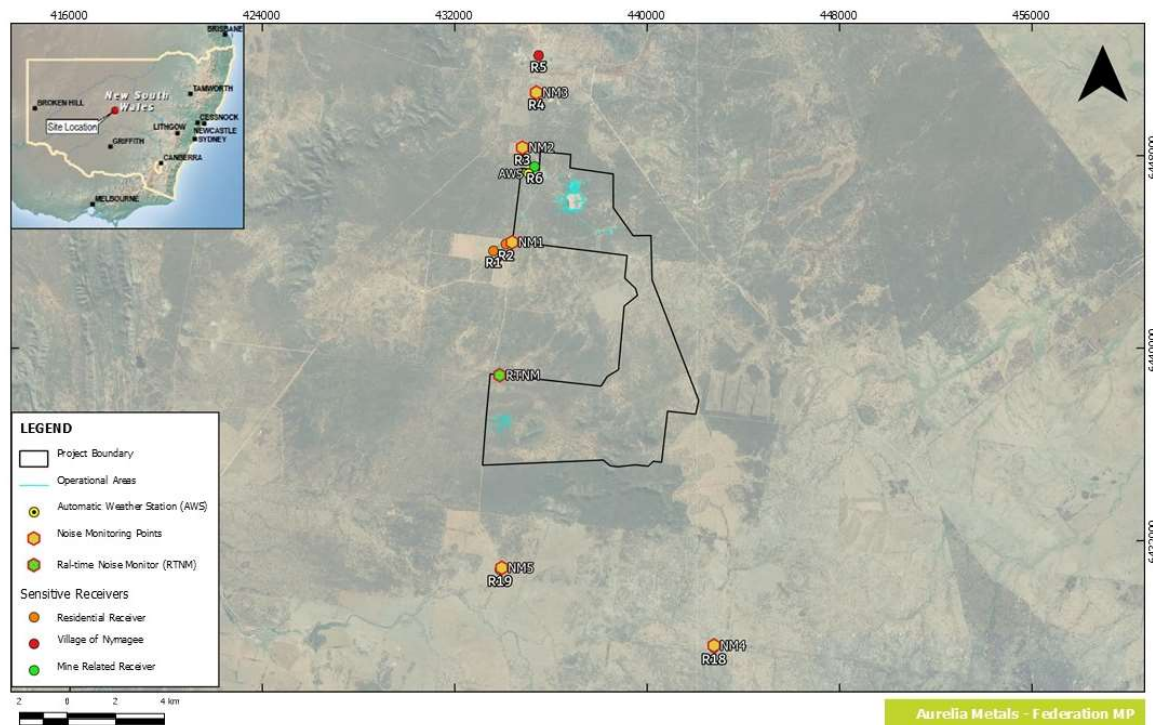 416000 424000 432000 440000 448000 456000
BRISBANE
TAMWORTH
BROKEN HILL
New South
Wales
CESSNOCK
Site Location
LITHGOW
NEWCASTLE
SYDNEY
GRIFFITH
CANBERRA
MELBOURNE
R5
NM3
R4
NM2
R3
AWS
R6
6448000
NM1
R2
R1
6440000
RTNM
LEGEND
Project Boundary
Operational Areas
Automatic Weather Station (AWS)
Noise Monitoring Points
Ral-time Noise Monitor (RTNM)
Sensitive Receivers
Residential Receiver
Village of Nymagee
Mine Related Receiver
6432000
NM5
R19
NM4
R18
2 0 2 4 km
Aurelia Metals - Federation MP